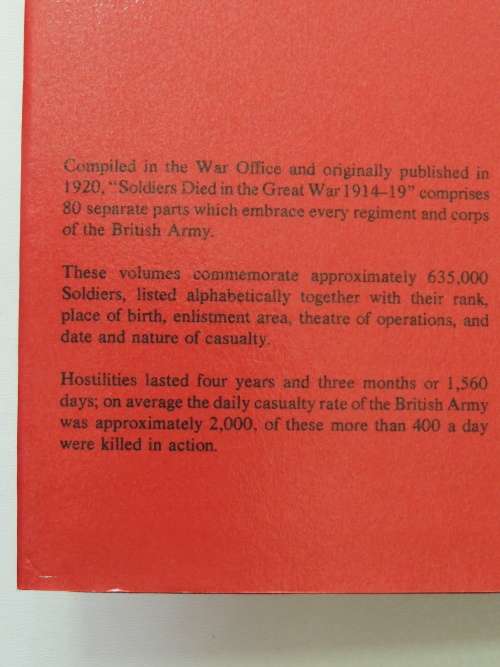 Compiled in the War Office and originally published in
1920, "Soldiers Died in the Great War 1914–19" comprises
80 separate parts which embrace every regiment and corps
of the British Army.
These volumes commemorate approximately 635,000
Soldiers, listed alphabetically together with their rank,
place of birth, enlistment area, theatre of operations, and
date and nature of casualty.
Hostilities lasted four years and three months or 1,560
days; on average the daily casualty rate of the British Army
was approximately 2,000, of these more than 400 a day
were killed in action.